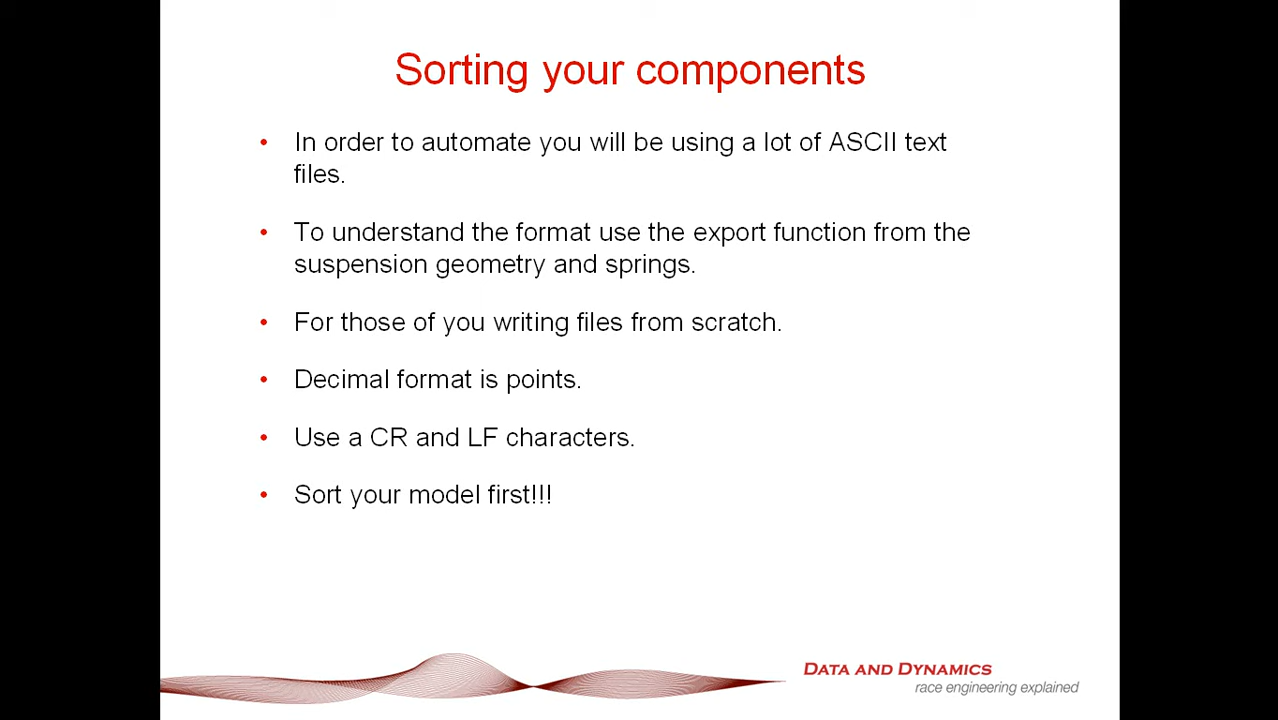 Sorting your components
• In order to automate you will be using a lot of ASCII text
files.
• To understand the format use the export function from the
suspension geometry and springs.
• For those of you writing files from scratch.
• Decimal format is points.
• Use a CR and LF characters.
• Sort your model first!!!
DATA AND DYNAMICS
race engineering explained